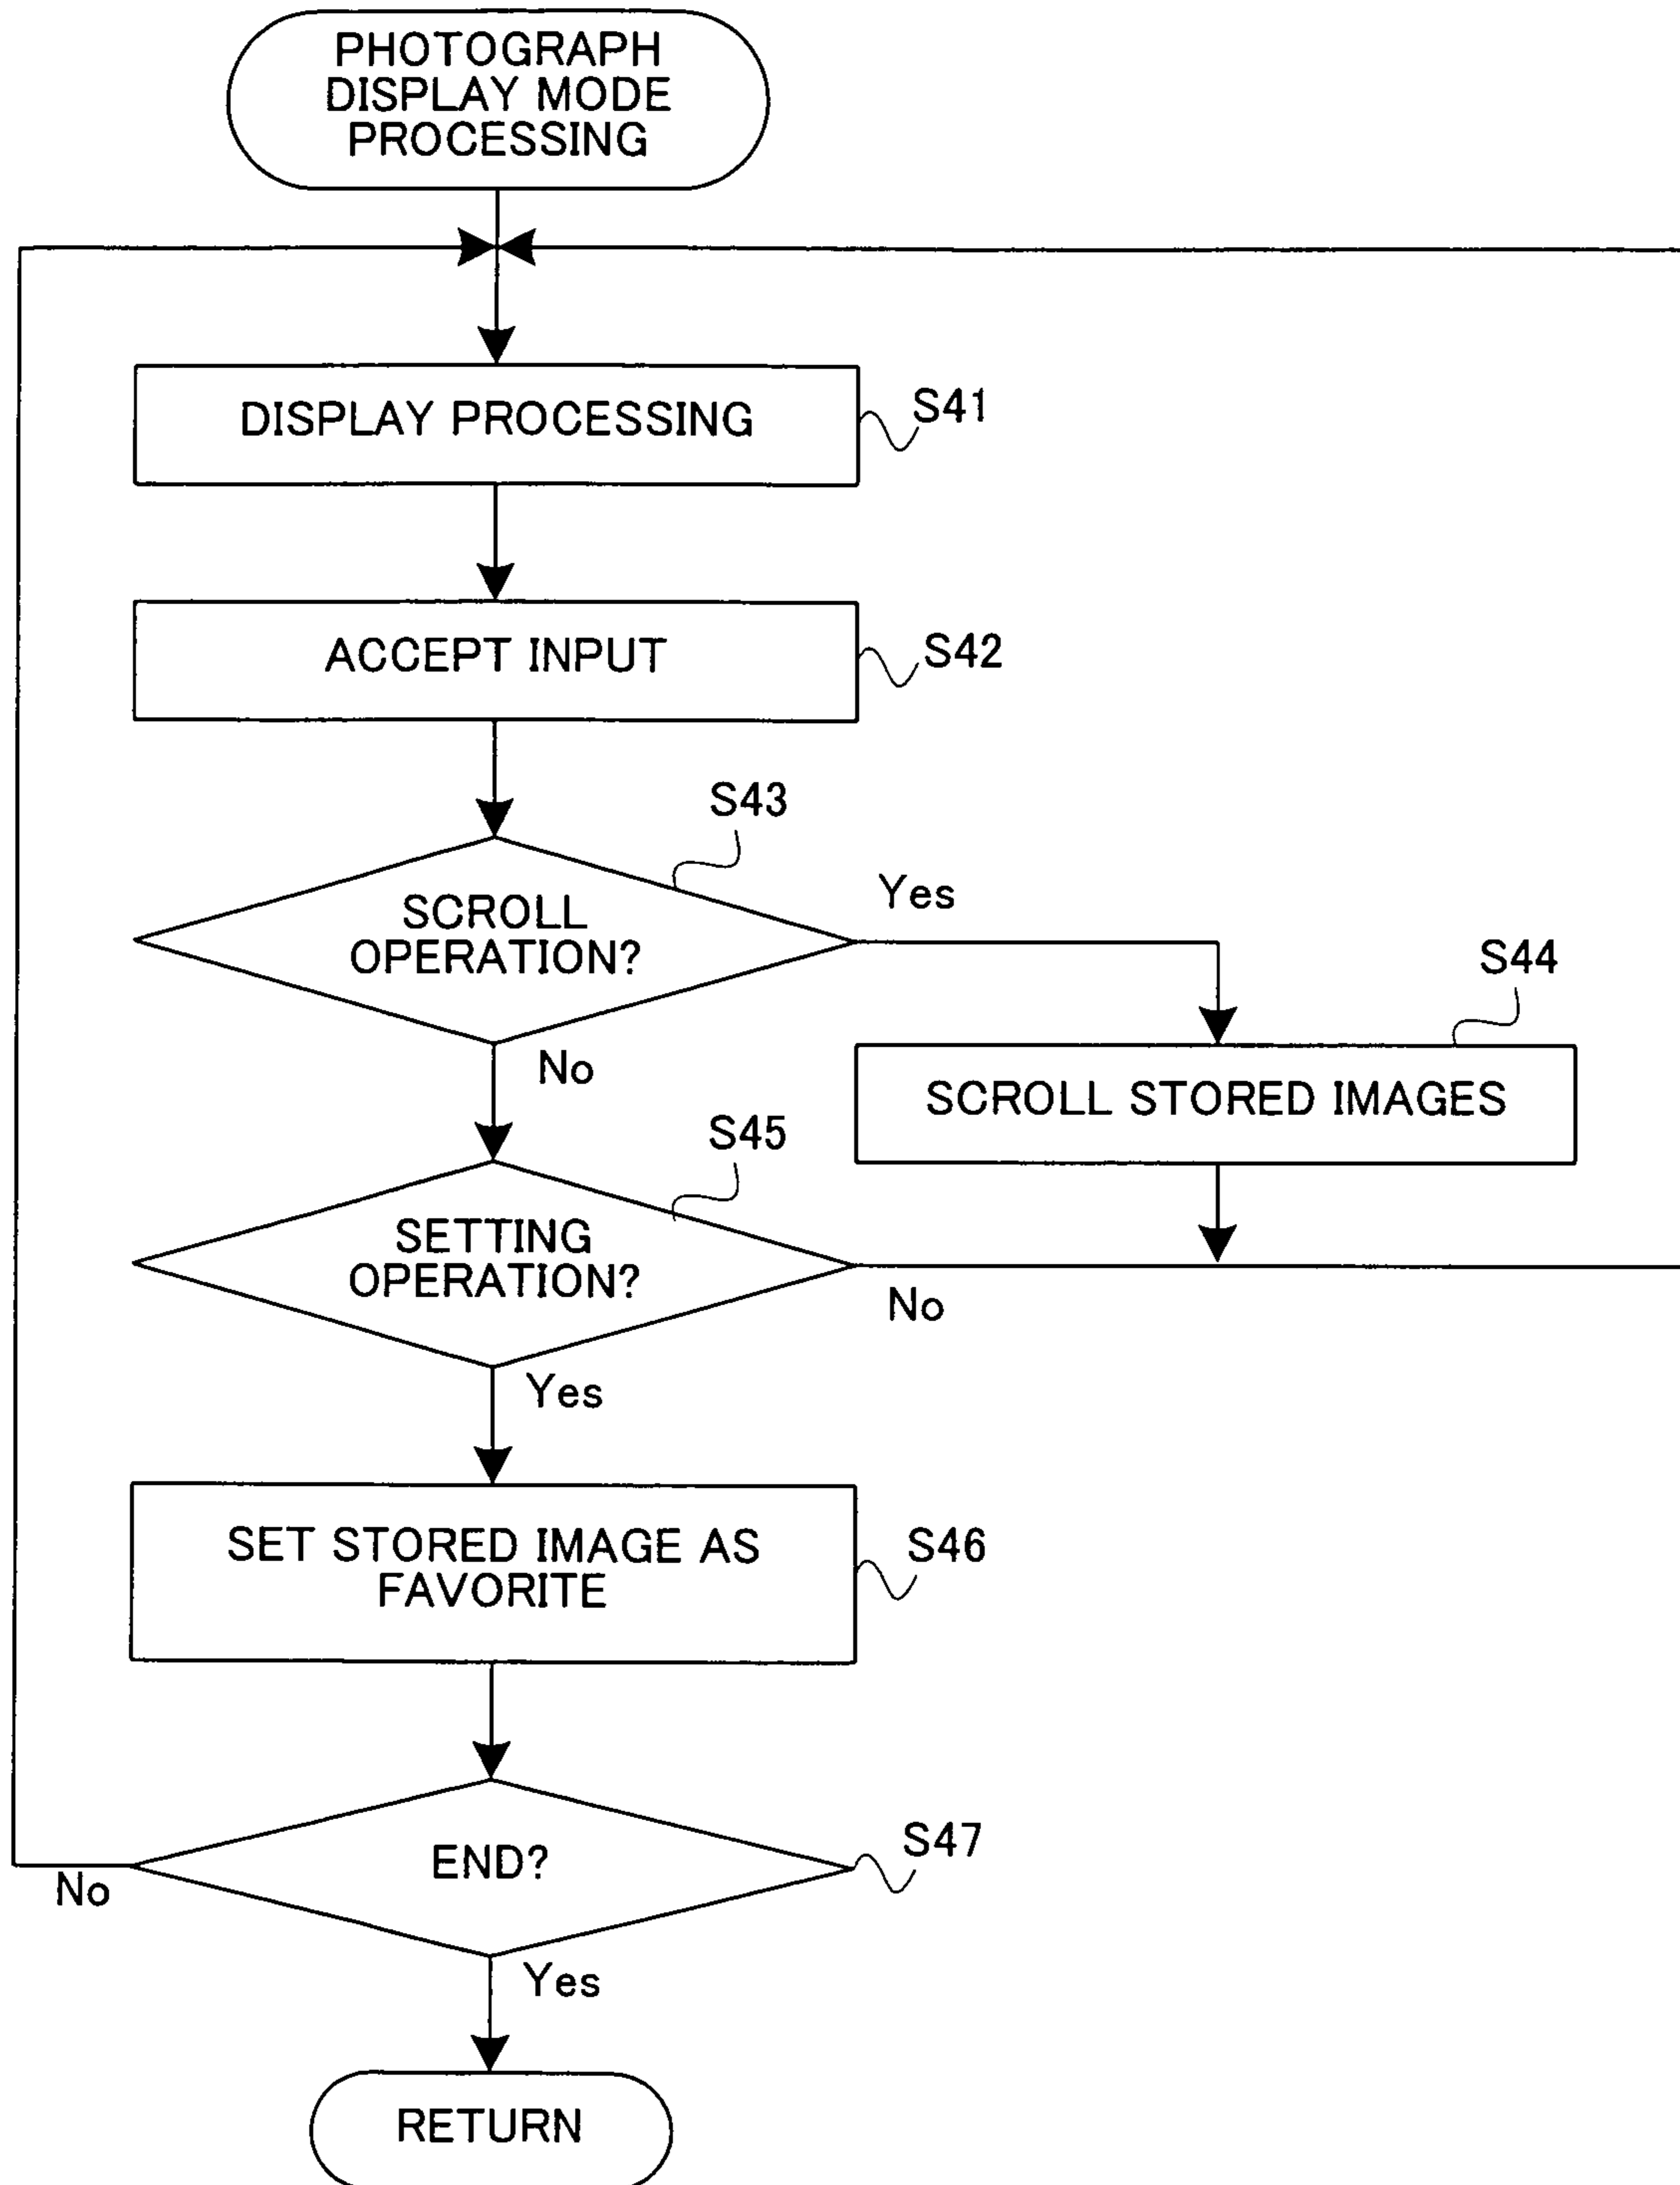 PHOTOGRAPH
DISPLAY MODE
PROCESSING
DISPLAY PROCESSING
S41
ACCEPT INPUT
S42
S43
SCROLL
OPERATION?
Yes
No
S44
SCROLL STORED IMAGES
S45
SETTING
OPERATION?
No
Yes
SET STORED IMAGE AS
FAVORITE
S46
END?
S47
No
Yes
RETURN